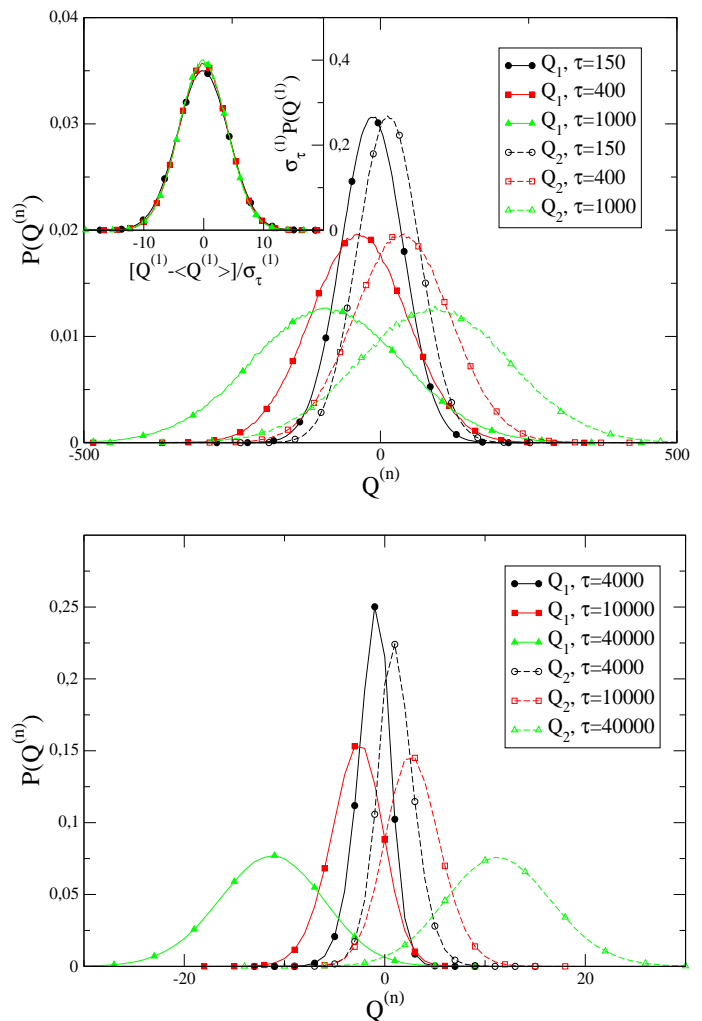 0,04
0,03
0,02
0,01
0
P(Q^(n))
-500
0
500
Q^(n)
Q_1, τ=150
Q_1, τ=400
Q_1, τ=1000
Q_2, τ=150
Q_2, τ=400
Q_2, τ=1000
0,4
0,2
0
σ_τ^(1)P(Q^(1))
-10
0
10
[Q^(1)-<Q^(1)>]/σ_τ^(1)
0,25
0,2
0,15
0,1
0,05
0
P(Q^(n))
-20
0
20
Q^(n)
Q_1, τ=4000
Q_1, τ=10000
Q_1, τ=40000
Q_2, τ=4000
Q_2, τ=10000
Q_2, τ=40000